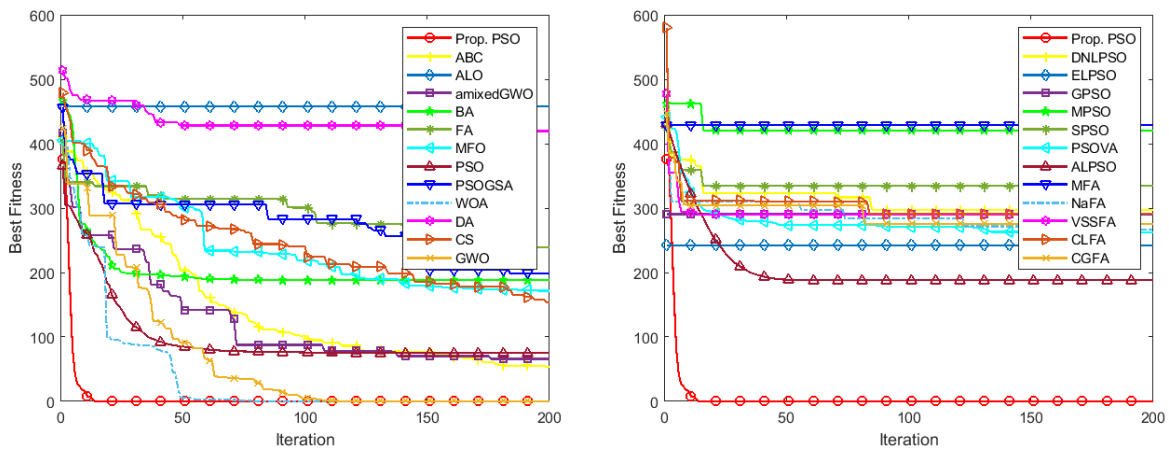 600
500
400
300
200
100
0
Best Fitness
0
50
100
150
200
Iteration
Prop. PSO
ABC
ALO
amixedGWO
BA
FA
MFO
PSO
PSOGSA
WOA
DA
CS
GWO
600
500
400
300
200
100
0
Best Fitness
0
50
100
150
200
Iteration
Prop. PSO
DNLPSO
ELPSO
GPSO
MPSO
SPSO
PSOVA
ALPSO
MFA
NaFA
VSSFA
CLFA
CGFA